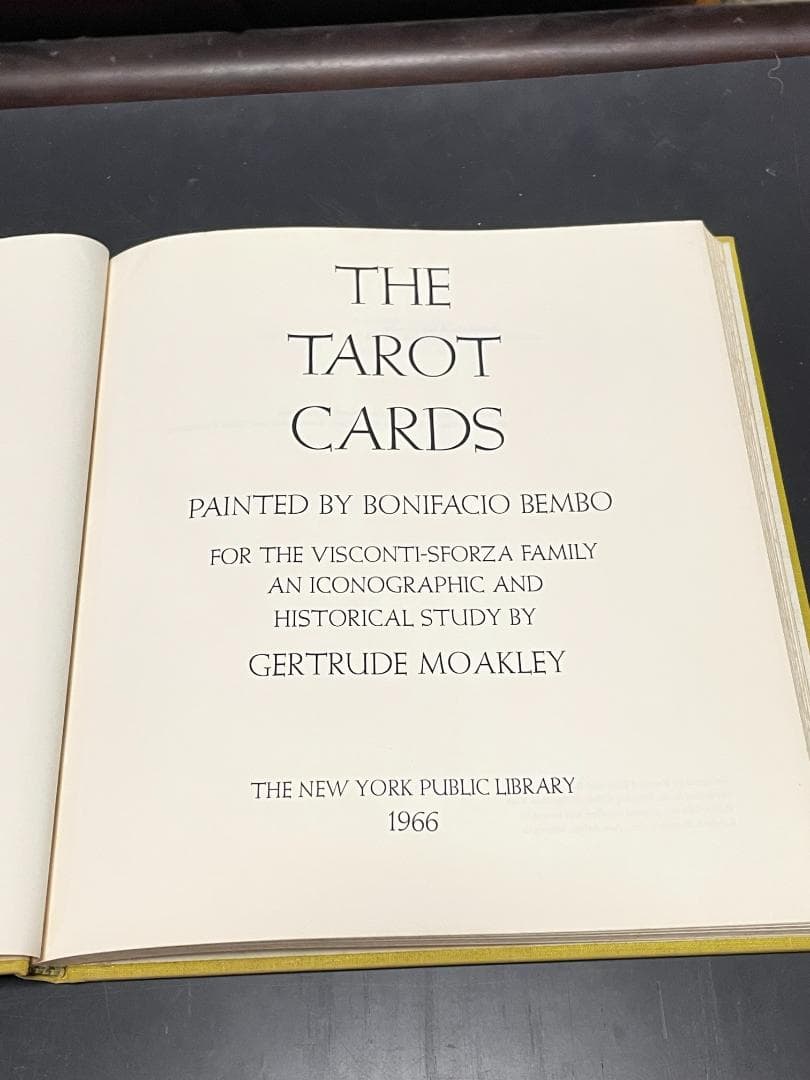 THE
TAROT
CARDS
PAINTED BY BONIFACIO BEMBO
FOR THE VISCONTI-SFORZA FAMILY
AN ICONOGRAPHIC AND
HISTORICAL STUDY BY
GERTRUDE MOAKLEY
THE NEW YORK PUBLIC LIBRARY
1966